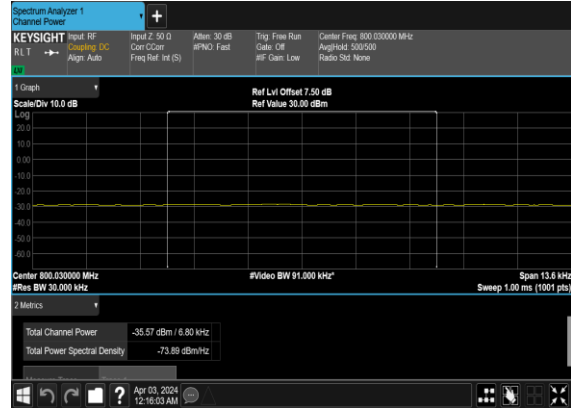 Spectrum Analyzer 1
Channel Power
+
KEYSIGHT Input: RF Input Z: 50 Ω Atten: 30 dB Trig: Free Run Center Freq: 800.030000 MHz
RLT Coupling: DC Corr CCorr #PNO: Fast Gate: Off Avg|Hold: 500/500
Align: Auto Freq Ref: Int (S) #IF Gain: Low Radio Std: None
LM
1 Graph
Ref Lvl Offset 7.50 dB
Scale/Div 10.0 dB Ref Value 30.00 dBm
Log
20.0
10.0
0.00
-10.0
-20.0
-30.0
-40.0
-50.0
-60.0
Center 800.030000 MHz #Video BW 91.000 kHz* Span 13.6 kHz
#Res BW 30.000 kHz Sweep 1.00 ms (1001 pts)
2 Metrics
Total Channel Power -35.57 dBm / 6.80 kHz
Total Power Spectral Density -73.89 dBm/Hz
? Apr 03, 2024
12:16:03 AM